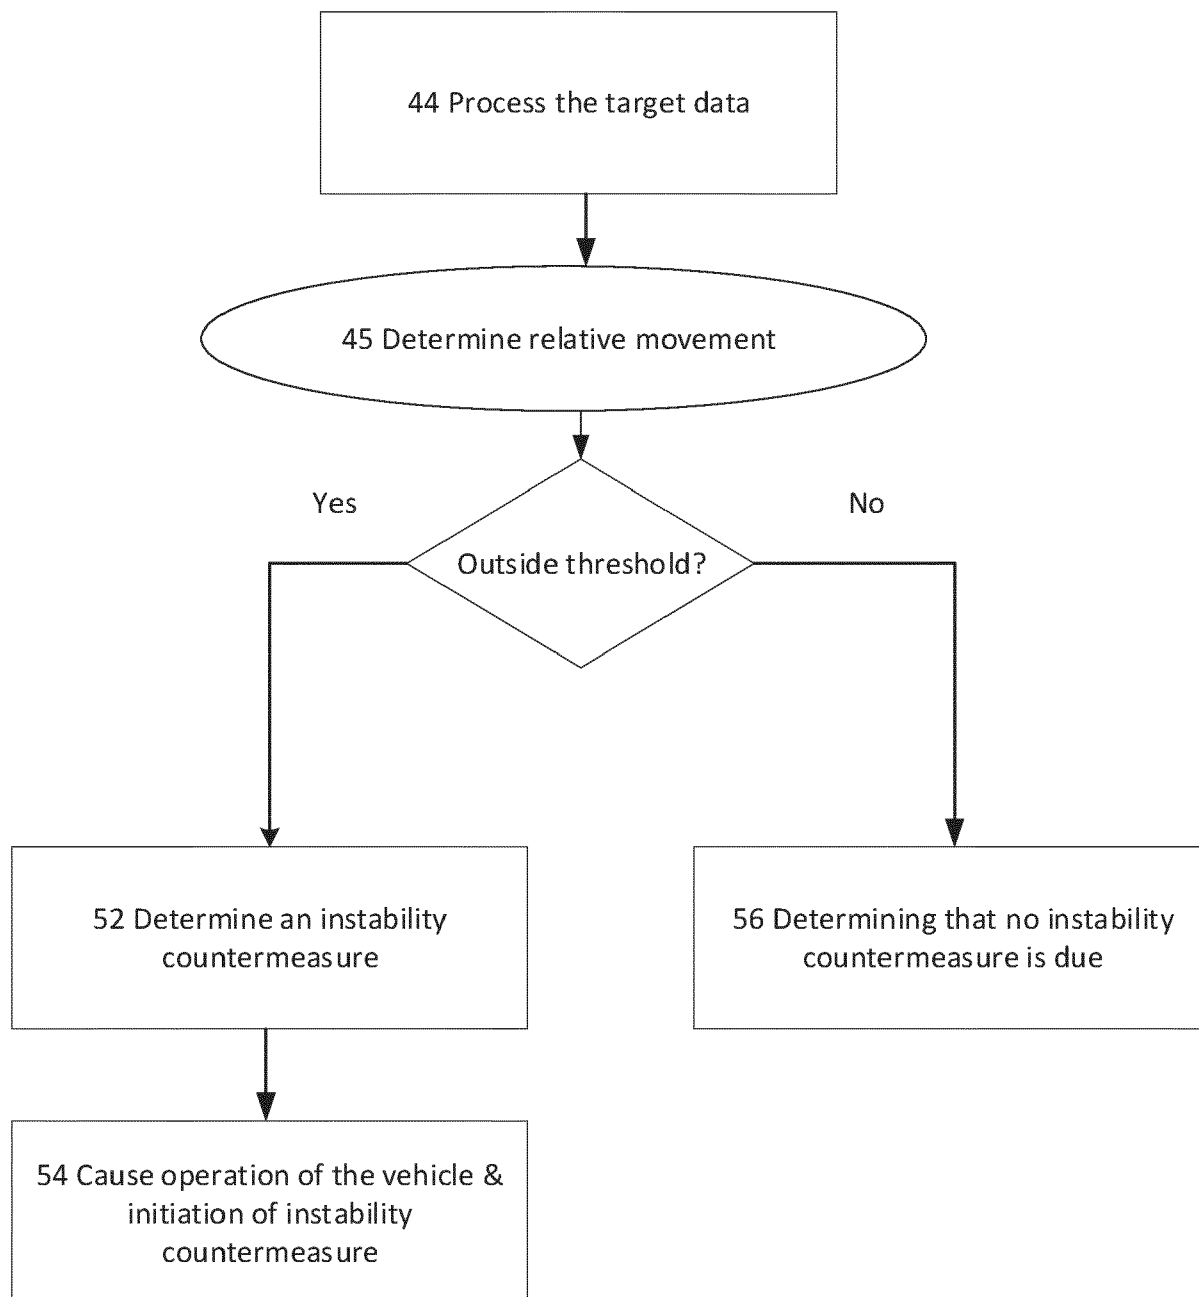 44 Process the target data
45 Determine relative movement
Yes
No
Outside threshold?
52 Determine an instability
countermeasure
56 Determining that no instability
countermeasure is due
54 Cause operation of the vehicle &
initiation of instability
countermeasure